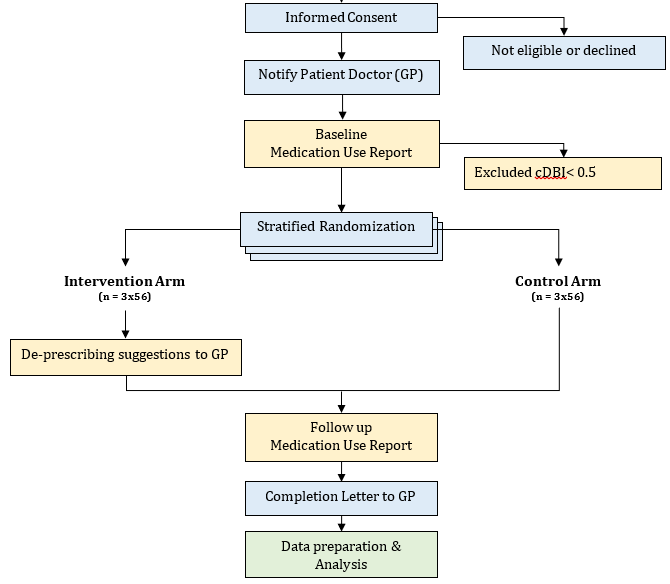 Informed Consent
Not eligible or declined
Notify Patient Doctor (GP)
Baseline
Medication Use Report
Excluded cDBI< 0.5
Stratified Randomization
Intervention Arm
(n = 3x56)
Control Arm
(n = 3x56)
De-prescribing suggestions to GP
Follow up
Medication Use Report
Completion Letter to GP
Data preparation &
Analysis